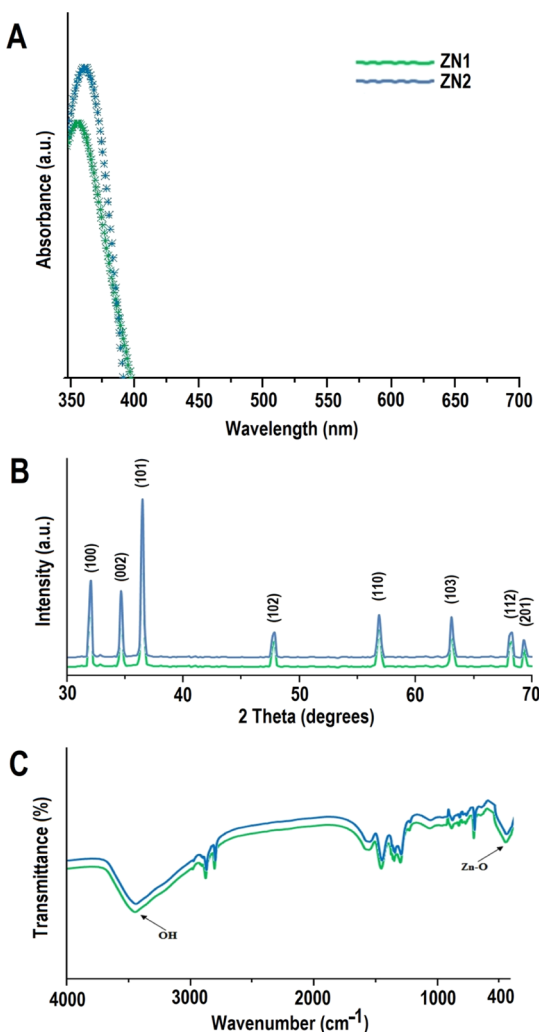 A
ZN1
ZN2
Absorbance (a.u.)
350 400 450 500 550 600 650 700
Wavelength (nm)
B
(100)
(002)
(101)
(102)
(110)
(103)
(112)
(201)
Intensity (a.u.)
30 40 50 60 70
2 Theta (degrees)
C
Transmittance (%)
OH
Zn-O
4000 3000 2000 1000 400
Wavenumber (cm⁻¹)